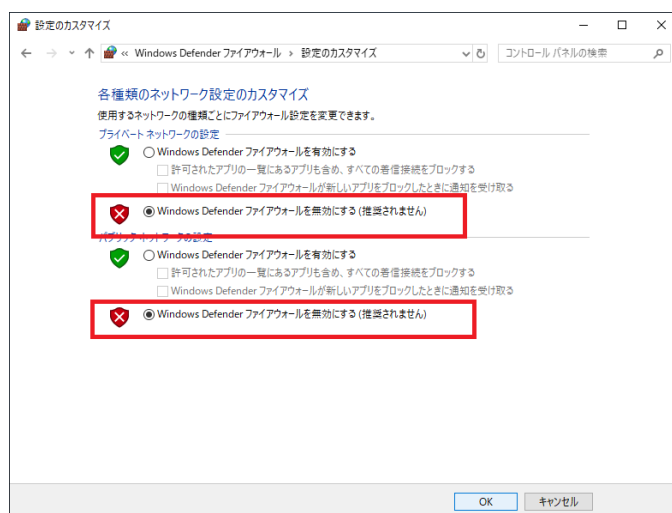 設定のカスタマイズ
« Windows Defender ファイアウォール › 設定のカスタマイズ
コントロール パネルの検索
各種類のネットワーク設定のカスタマイズ
使用するネットワークの種類ごとにファイアウォール設定を変更できます。
プライベート ネットワークの設定
Windows Defender ファイアウォールを有効にする
許可されたアプリの一覧にあるアプリも含め、すべての着信接続をブロックする
Windows Defender ファイアウォールが新しいアプリをブロックしたときに通知を受け取る
Windows Defender ファイアウォールを無効にする (推奨されません)
パブリック ネットワークの設定
Windows Defender ファイアウォールを有効にする
許可されたアプリの一覧にあるアプリも含め、すべての着信接続をブロックする
Windows Defender ファイアウォールが新しいアプリをブロックしたときに通知を受け取る
Windows Defender ファイアウォールを無効にする (推奨されません)
OK
キャンセル